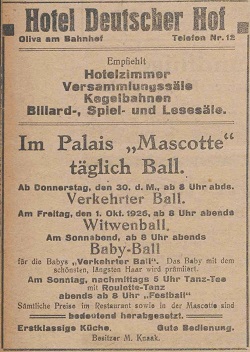 Hotel Deutscher Hof
Oliva am Bahnhof Telefon Nr. 12
Empfiehlt
Hotelzimmer
Versammlungssäle
Kegelbahnen
Billard-, Spiel- und Lesesäle.
Im Palais „Mascotte"
täglich Ball.
Ab Donnerstag, den 30. d. M., ab 8 Uhr abds.
Verkehrter Ball.
Am Freitag, den 1. Okt. 1926, ab 8 Uhr abends
Witwenball.
Am Sonnabend, ab 8 Uhr abends
Baby-Ball
für die Babys „Verkehrter Ball". Das Baby mit dem
schönsten, längsten Haar wird prämiiert.
Am Sonntag, nachmittags 5 Uhr Tanz-Tee
mit Roulette-Tanz
abends ab 8 Uhr „Festball"
Sämtliche Preise im Restaurant sowie in der Mascotte sind
bedeutend herabgesetzt.
Erstklassige Küche. Gute Bedienung.
Besitzer M. Knaak.